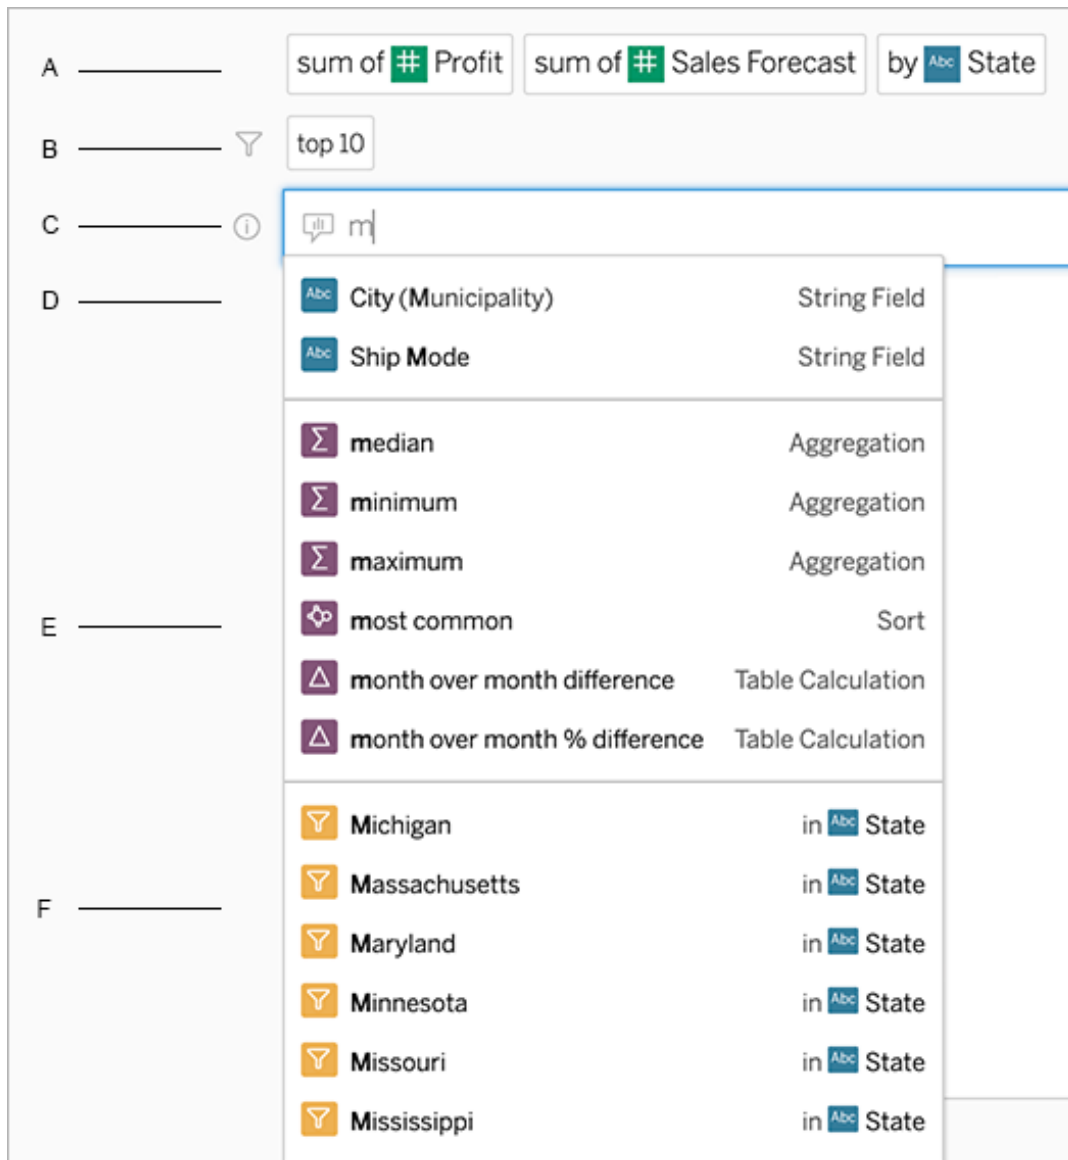 A sum of # Profit sum of # Sales Forecast by Abc State
B top 10
C m
D Abc City (Municipality) String Field
Abc Ship Mode String Field
Σ median Aggregation
Σ minimum Aggregation
Σ maximum Aggregation
E most common Sort
month over month difference Table Calculation
month over month % difference Table Calculation
Michigan in Abc State
F Massachusetts in Abc State
Maryland in Abc State
Minnesota in Abc State
Missouri in Abc State
Mississippi in Abc State